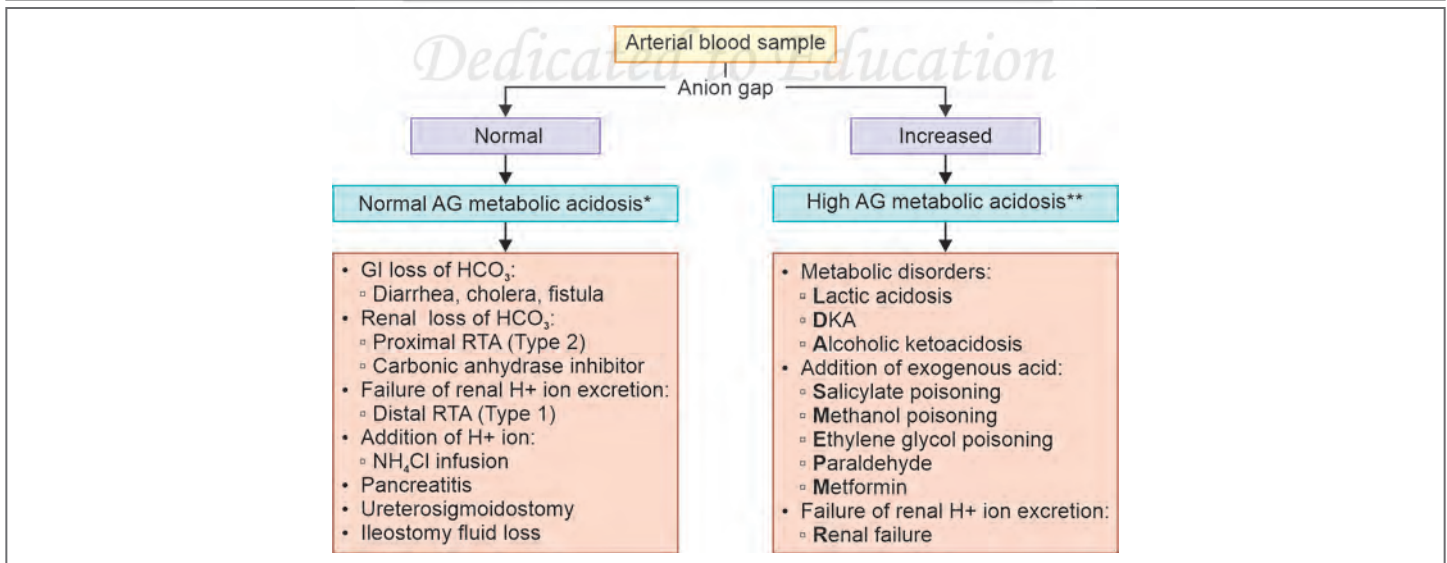 Dedicated to Education
Arterial blood sample
Anion gap
Normal
Increased
Normal AG metabolic acidosis*
High AG metabolic acidosis**
• GI loss of HCO₃:
▫ Diarrhea, cholera, fistula
• Renal loss of HCO₃:
▫ Proximal RTA (Type 2)
▫ Carbonic anhydrase inhibitor
• Failure of renal H+ ion excretion:
▫ Distal RTA (Type 1)
• Addition of H+ ion:
▫ NH₄Cl infusion
• Pancreatitis
• Ureterosigmoidostomy
• Ileostomy fluid loss
• Metabolic disorders:
▫ Lactic acidosis
▫ DKA
▫ Alcoholic ketoacidosis
• Addition of exogenous acid:
▫ Salicylate poisoning
▫ Methanol poisoning
▫ Ethylene glycol poisoning
▫ Paraldehyde
▫ Metformin
• Failure of renal H+ ion excretion:
▫ Renal failure